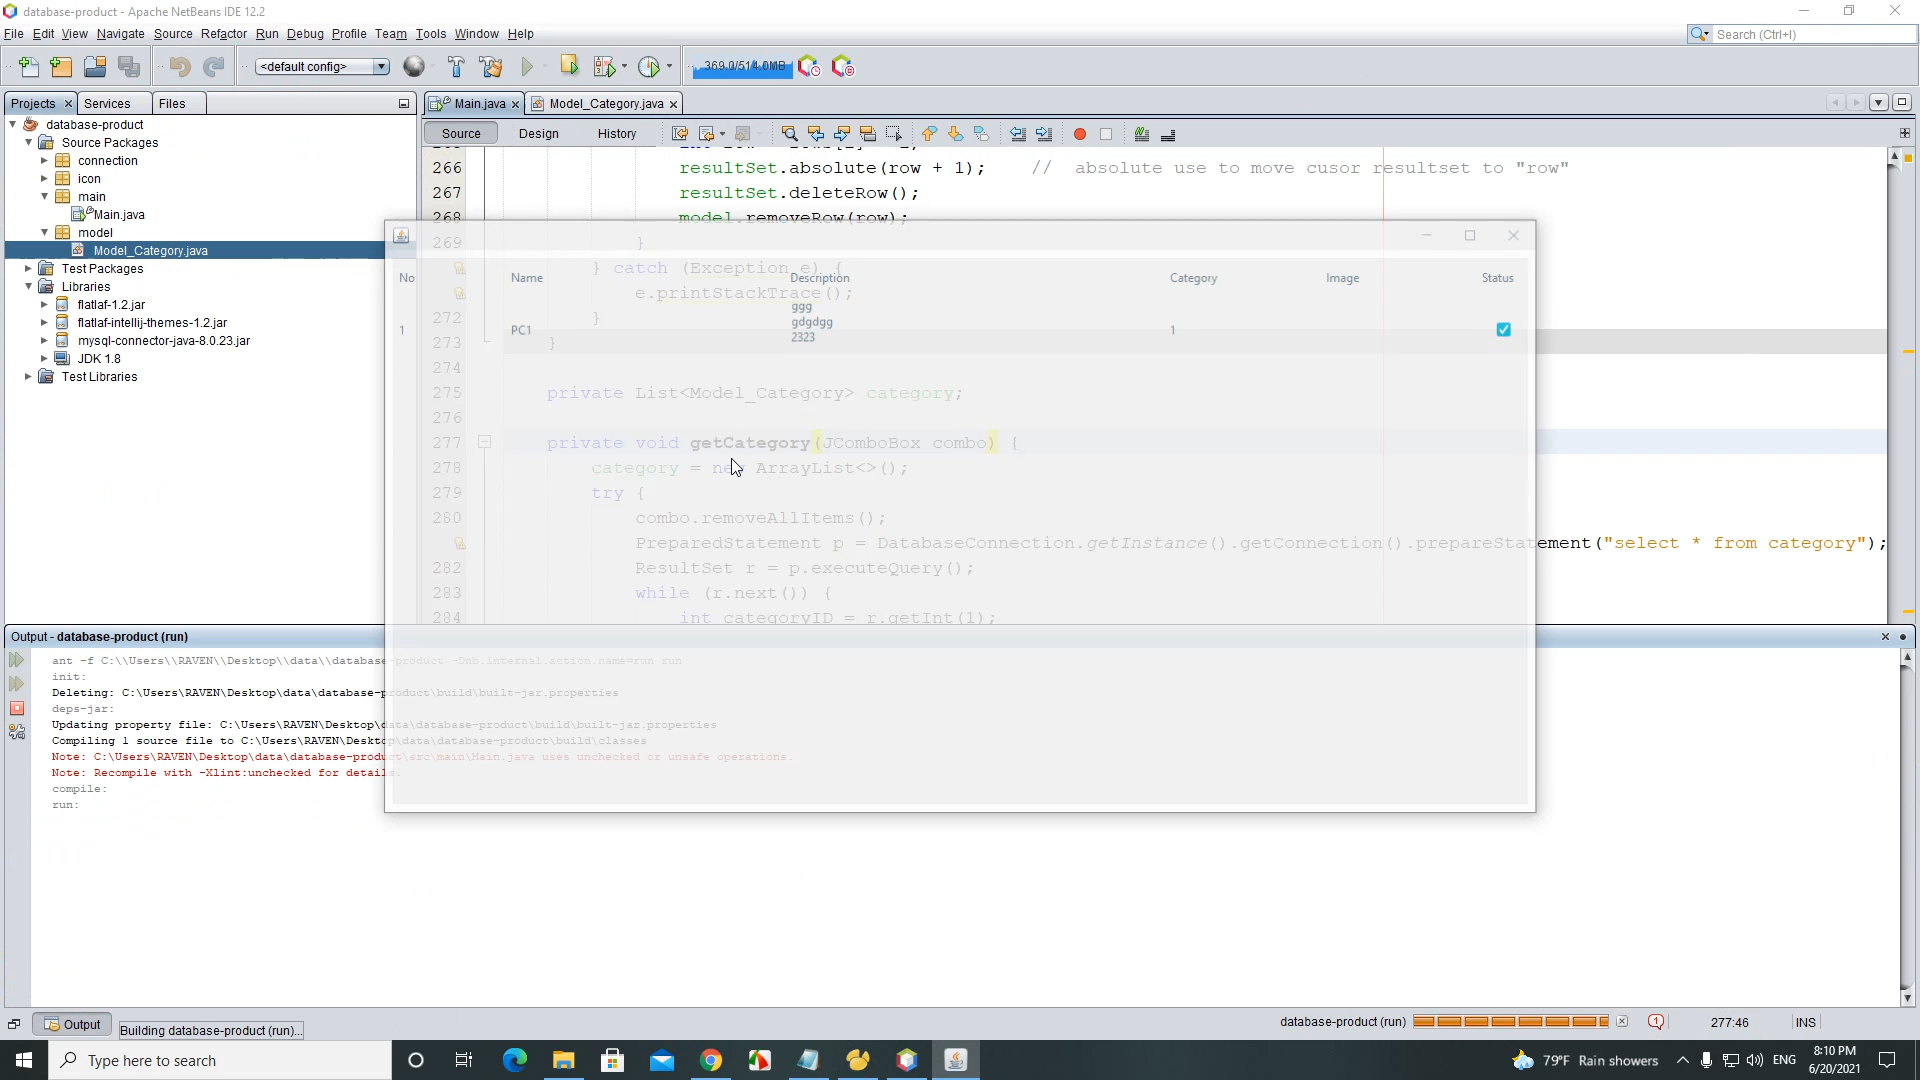 database-product - Apache NetBeans IDE 12.2
File Edit View Navigate Source Refactor Run Debug Profile Team Tools Window Help
Search (Ctrl+I)
<default config>
369.0/514.0MB
Projects Services Files
Main.java Model_Category.java
Source Design History
database-product
Source Packages
connection
icon
main
Main.java
model
Model_Category.java
Test Packages
Libraries
flatlaf-1.2.jar
flatlaf-intellij-themes-1.2.jar
mysql-connector-java-8.0.23.jar
JDK 1.8
Test Libraries
266 resultSet.absolute(row + 1); // absolute use to move cusor resultset to "row"
267 resultSet.deleteRow();
268 model.removeRow(row);
269 }
} catch (Exception e) {
e.printStackTrace();
272 }
273 }
274
275 private List<Model_Category> category;
276
277 private void getCategory(JComboBox combo) {
278 category = new ArrayList<>();
279 try {
280 combo.removeAllItems();
PreparedStatement p = DatabaseConnection.getInstance().getConnection().prepareStatement("select * from category");
282 ResultSet r = p.executeQuery();
283 while (r.next()) {
284 int categoryID = r.getInt(1);
No Name Description Category Image Status
1 PC1 ggg
gdgdgg
2323 1
Output - database-product (run)
ant -f C:\\Users\\RAVEN\\Desktop\\data\\database-product -Dnb.internal.action.name=run run
init:
Deleting: C:\Users\RAVEN\Desktop\data\database-product\build\built-jar.properties
deps-jar:
Updating property file: C:\Users\RAVEN\Desktop\data\database-product\build\built-jar.properties
Compiling 1 source file to C:\Users\RAVEN\Desktop\data\database-product\build\classes
Note: C:\Users\RAVEN\Desktop\data\database-product\src\main\Main.java uses unchecked or unsafe operations.
Note: Recompile with -Xlint:unchecked for details.
compile:
run:
Output
Building database-product (run)...
database-product (run)
1
277:46
INS
Type here to search
79°F Rain showers
ENG
8:10 PM
6/20/2021